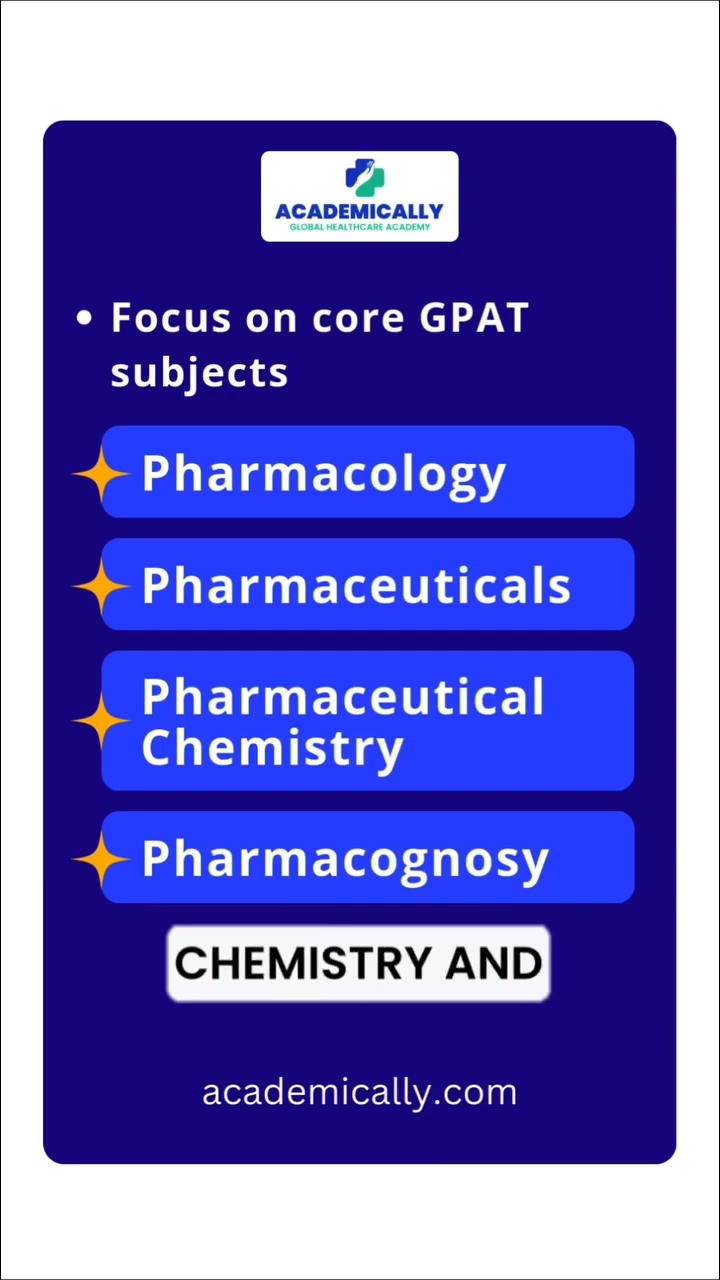 ACADEMICALLY
GLOBAL HEALTHCARE ACADEMY
• Focus on core GPAT
subjects
Pharmacology
Pharmaceuticals
Pharmaceutical
Chemistry
Pharmacognosy
CHEMISTRY AND
academically.com